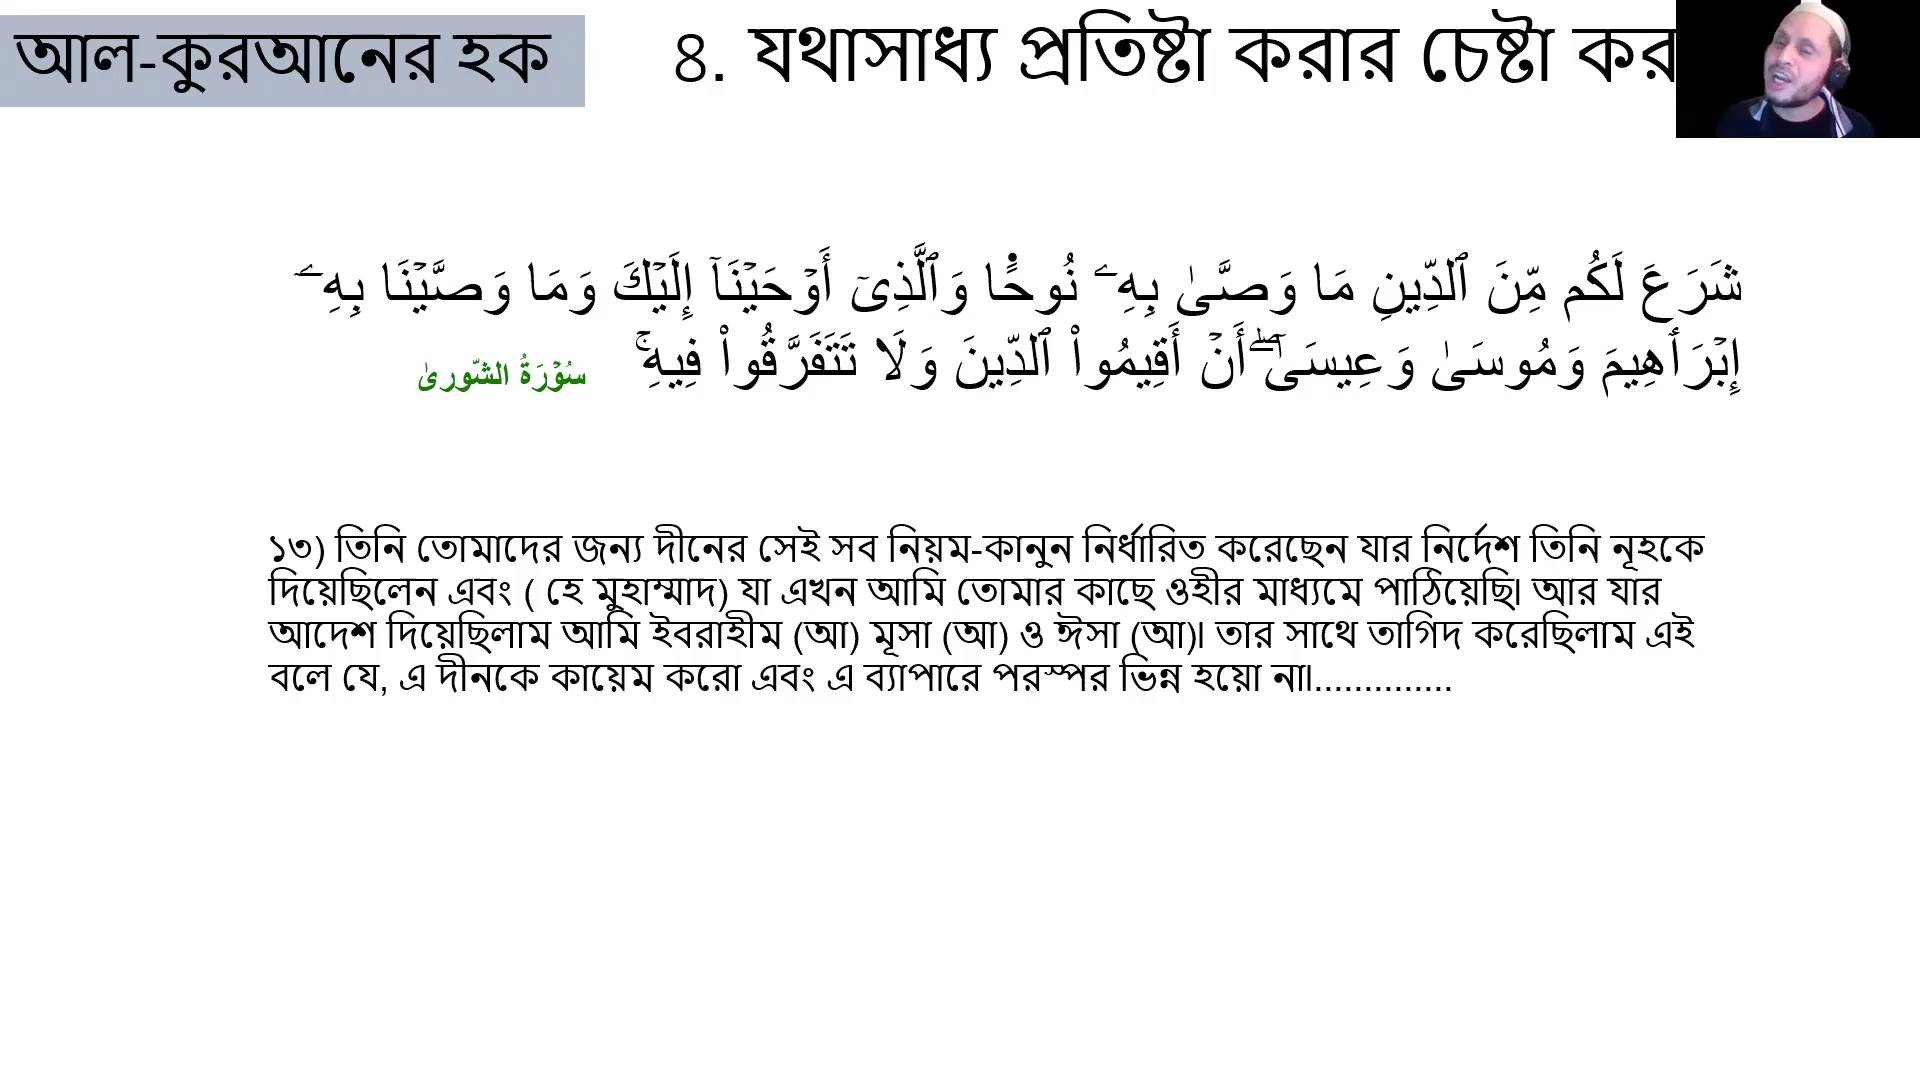 আল-কুরআনের হক
৪. যথাসাধ্য প্রতিষ্টা করার চেষ্টা কর
شَرَعَ لَكُم مِّنَ ٱلدِّينِ مَا وَصَّىٰ بِهِۦ نُوحًۭا وَٱلَّذِىٓ أَوْحَيْنَآ إِلَيْكَ وَمَا وَصَّيْنَا بِهِۦٓ
إِبْرَٰهِيمَ وَمُوسَىٰ وَعِيسَىٰٓ ۖ أَنْ أَقِيمُوا۟ ٱلدِّينَ وَلَا تَتَفَرَّقُوا۟ فِيهِ ۚ سُوْرَةُ الشّورىٰ
১৩) তিনি তোমাদের জন্য দীনের সেই সব নিয়ম-কানুন নির্ধারিত করেছেন যার নির্দেশ তিনি নূহকে
দিয়েছিলেন এবং ( হে মুহাম্মাদ) যা এখন আমি তোমার কাছে ওহীর মাধ্যমে পাঠিয়েছি৷ আর যার
আদেশ দিয়েছিলাম আমি ইবরাহীম (আ) মূসা (আ) ও ঈসা (আ)৷ তার সাথে তাগিদ করেছিলাম এই
বলে যে, এ দীনকে কায়েম করো এবং এ ব্যাপারে পরস্পর ভিন্ন হয়ো না৷..............